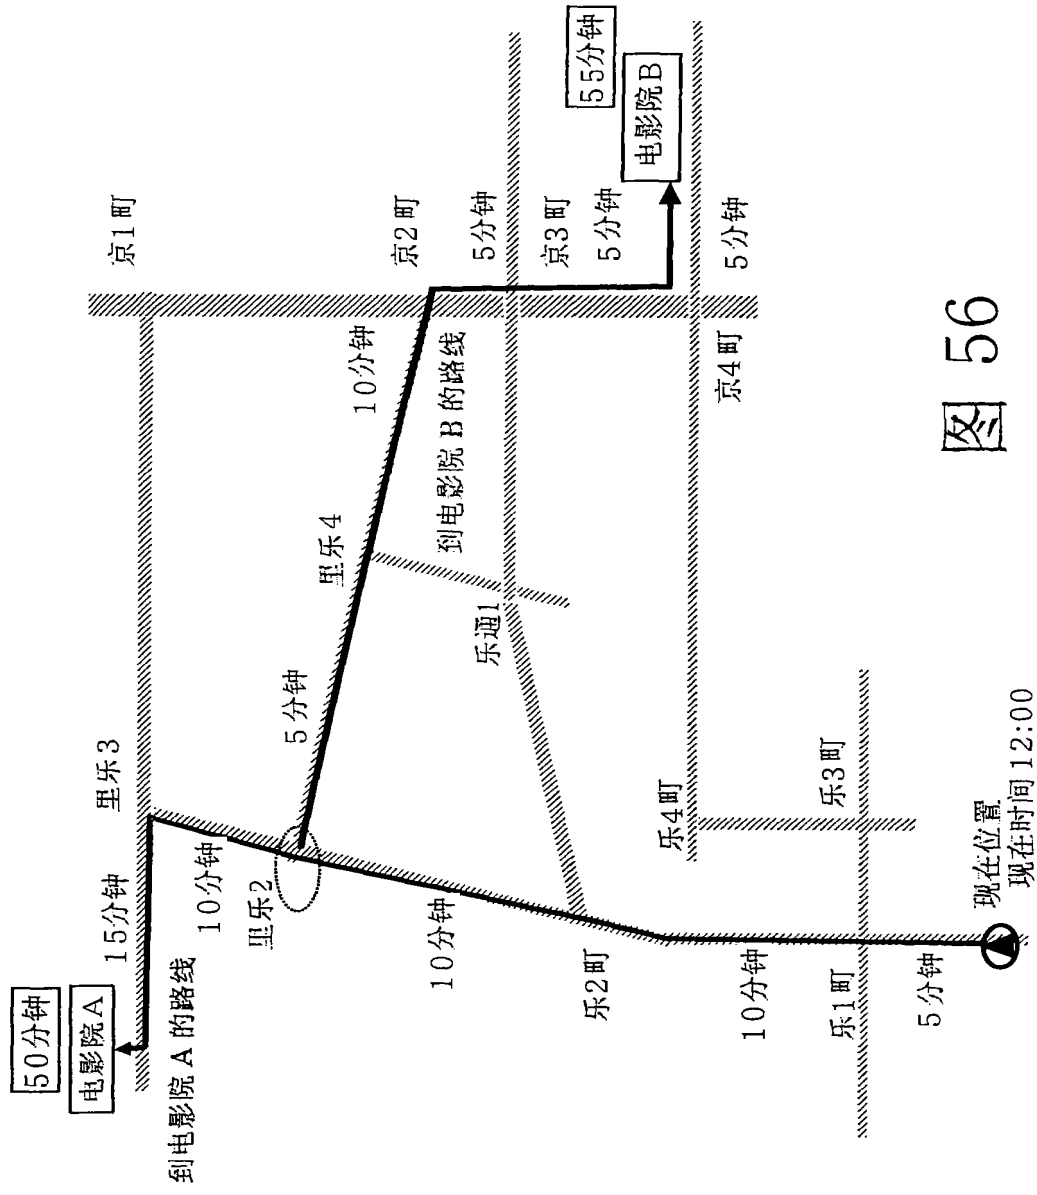 50分钟
电影院A
到电影院 A 的路线
15分钟
里乐3
京1町
10分钟
里乐2
5分钟
里乐4
10分钟
京2町
到电影院 B 的路线
5分钟
京3町
5分钟
55分钟
电影院B
5分钟
京4町
10分钟
乐通1
乐2町
乐4町
10分钟
乐1町
乐3町
5分钟
现在位置
现在时间12:00
图 56